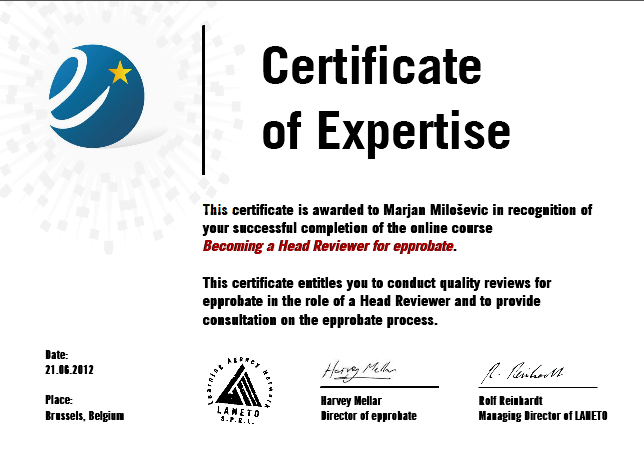 Certificate
of Expertise
This certificate is awarded to Marjan Miloševic in recognition of
your successful completion of the online course
Becoming a Head Reviewer for epprobate.
This certificate entitles you to conduct quality reviews for
epprobate in the role of a Head Reviewer and to provide
consultation on the epprobate process.
Date:
21.06.2012
Place:
Brussels, Belgium
Learning Agency Network
LANETO
S.P.R.L.
Harvey Mellar
Harvey Mellar
Director of epprobate
R. Reinhardt
Rolf Reinhardt
Managing Director of LANETO